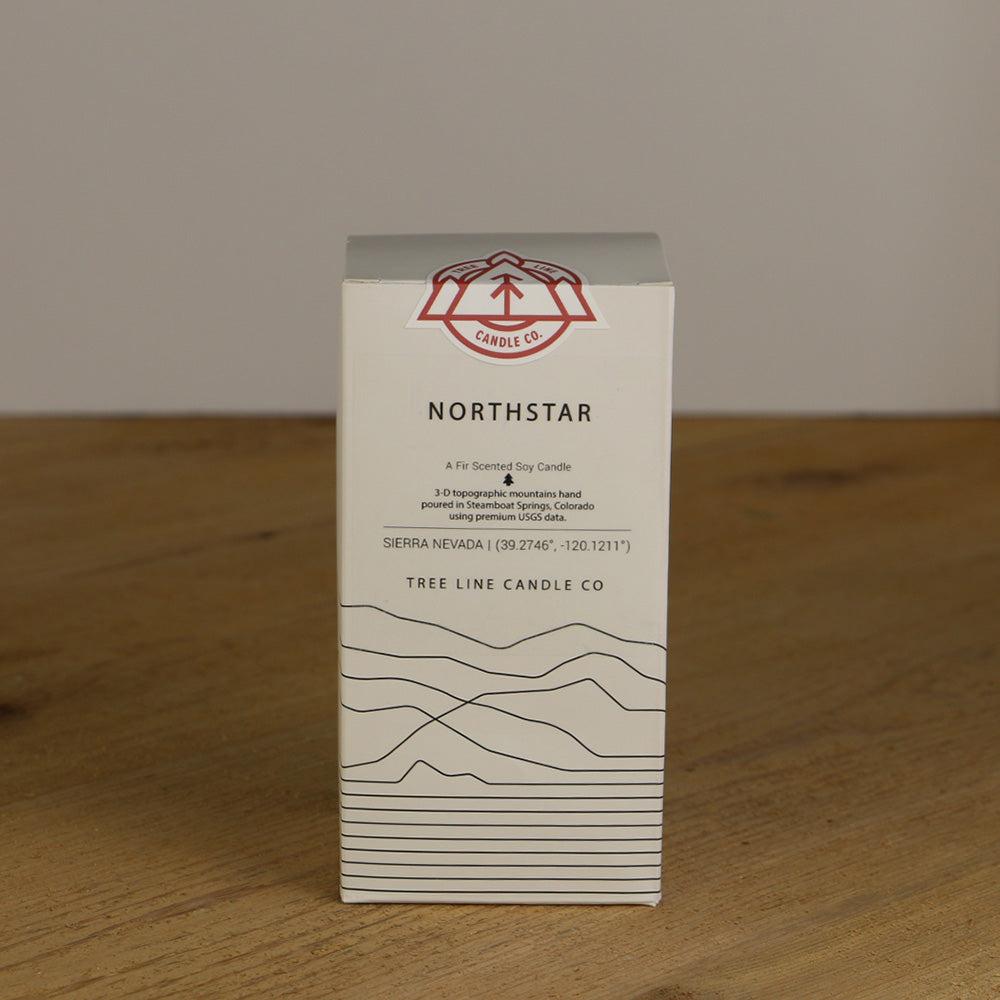 TREE LINE
CANDLE CO.
NORTHSTAR
A Fir Scented Soy Candle
3-D topographic mountains hand
poured in Steamboat Springs, Colorado
using premium USGS data.
SIERRA NEVADA | (39.2746°, -120.1211°)
TREE LINE CANDLE CO